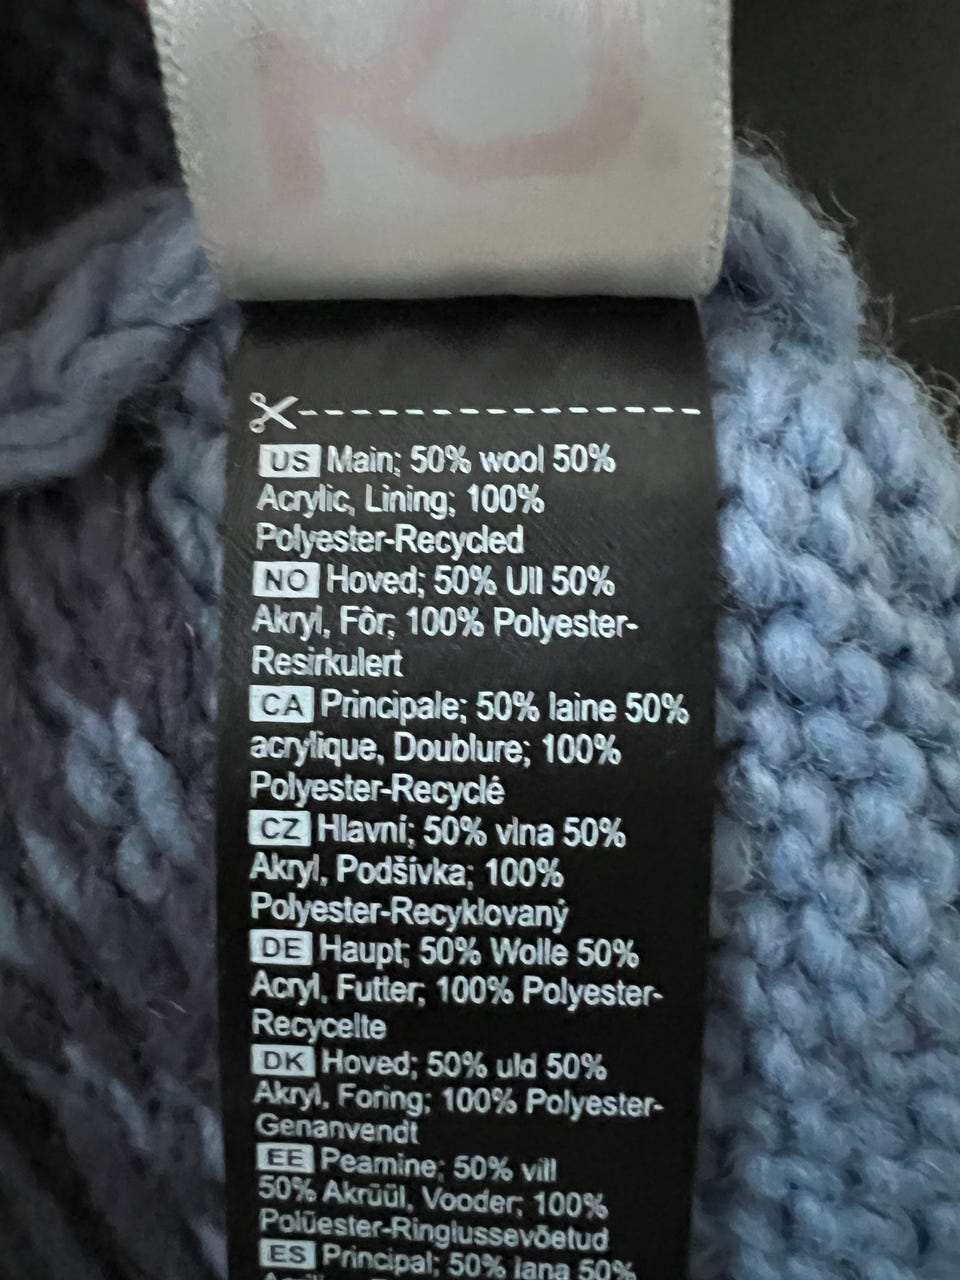 US Main; 50% wool 50%
Acrylic, Lining; 100%
Polyester-Recycled
NO Hoved; 50% Ull 50%
Akryl, Fôr; 100% Polyester-
Resirkulert
CA Principale; 50% laine 50%
acrylique, Doublure; 100%
Polyester-Recyclé
CZ Hlavní; 50% vlna 50%
Akryl, Podšívka; 100%
Polyester-Recyklovaný
DE Haupt; 50% Wolle 50%
Acryl, Futter; 100% Polyester-
Recycelte
DK Hoved; 50% uld 50%
Akryl, Foring; 100% Polyester-
Genanvendt
EE Peamine; 50% vill
50% Akrüül, Vooder; 100%
Polüester-Ringlussevõetud
ES Principal; 50% lana 50%